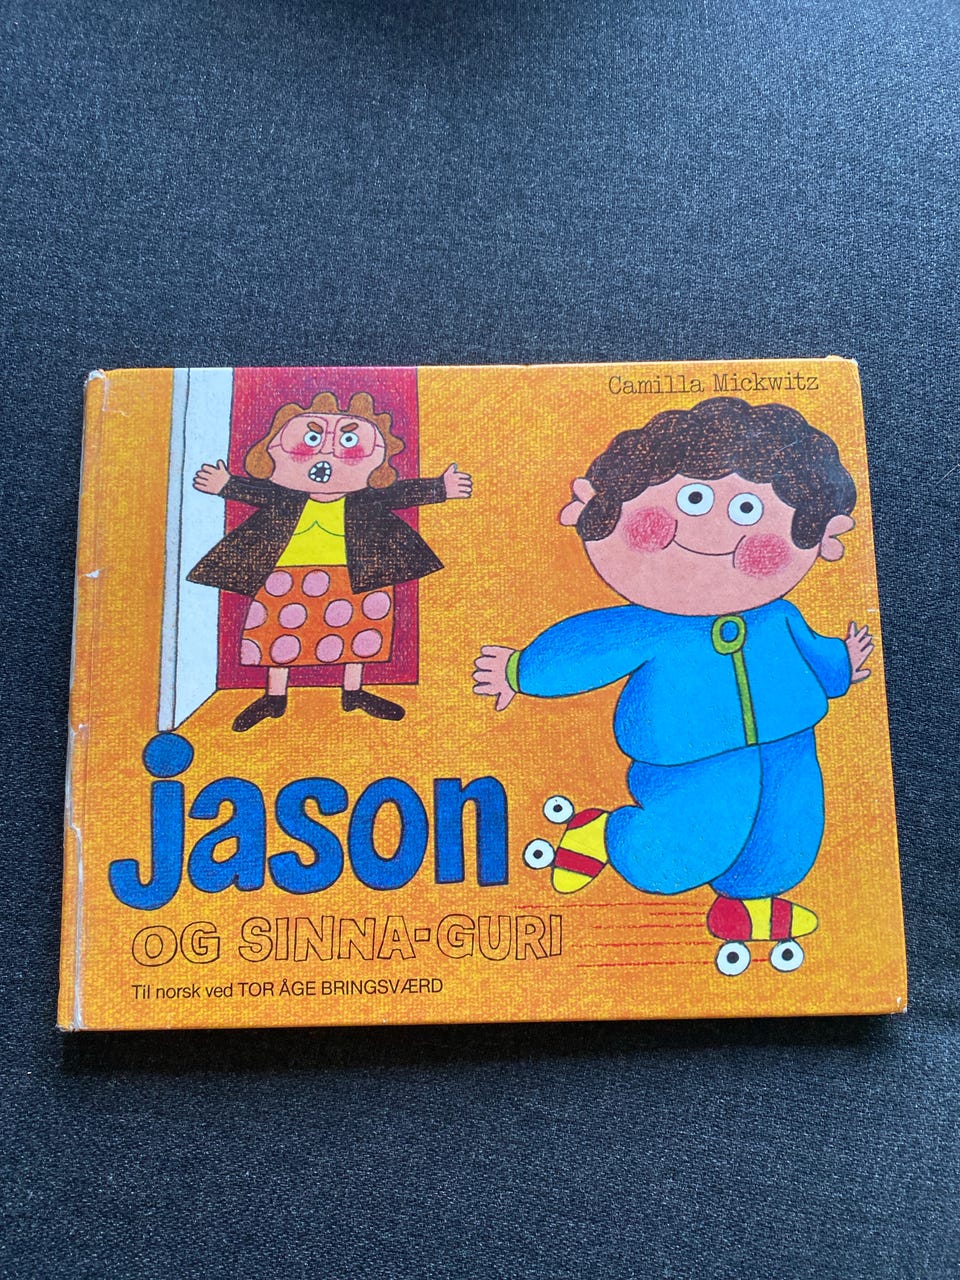 Camilla Mickwitz
jason
OG SINNA-GURI
Til norsk ved TOR ÅGE BRINGSVÆRD